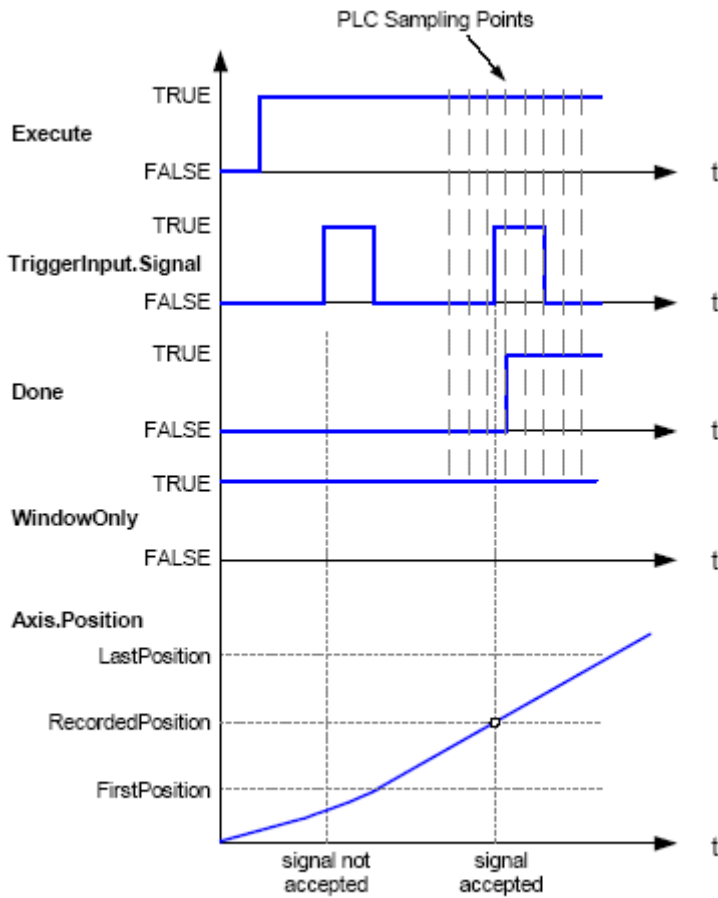 PLC Sampling Points
TRUE
Execute
FALSE
t
TRUE
TriggerInput.Signal
FALSE
t
TRUE
Done
FALSE
t
TRUE
WindowOnly
FALSE
t
Axis.Position
LastPosition
RecordedPosition
FirstPosition
t
signal not
accepted
signal
accepted